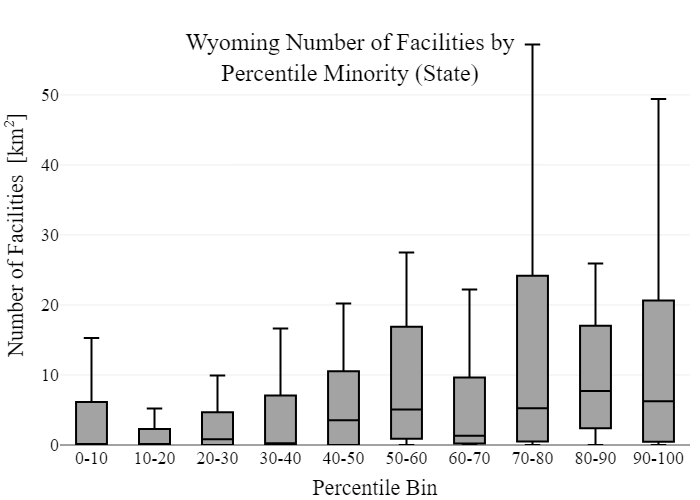 Wyoming Number of Facilities by
Percentile Minority (State)
Number of Facilities [km²]
50
40
30
20
10
0
0-10 10-20 20-30 30-40 40-50 50-60 60-70 70-80 80-90 90-100
Percentile Bin